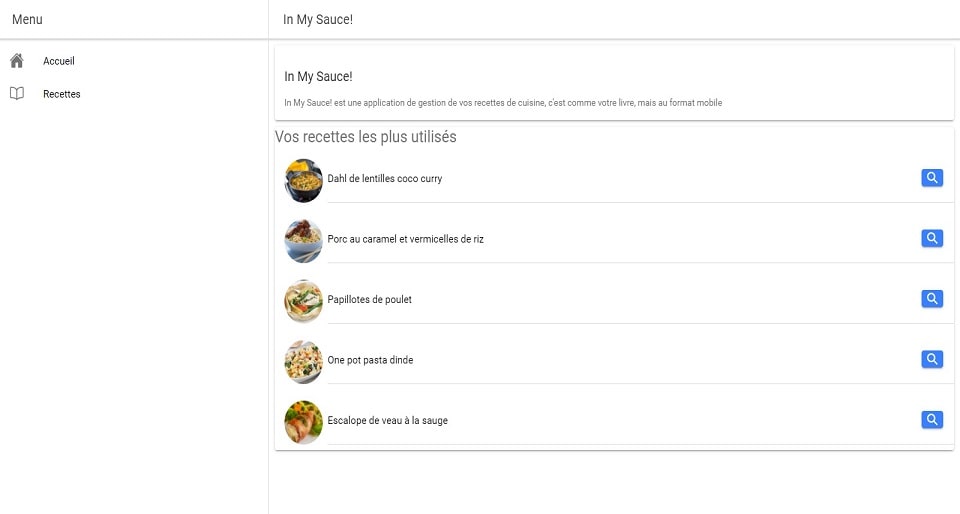 Menu
In My Sauce!
Accueil
Recettes
In My Sauce!
In My Sauce! est une application de gestion de vos recettes de cuisine, c'est comme votre livre, mais au format mobile
Vos recettes les plus utilisés
Dahl de lentilles coco curry
Porc au caramel et vermicelles de riz
Papillotes de poulet
One pot pasta dinde
Escalope de veau à la sauge